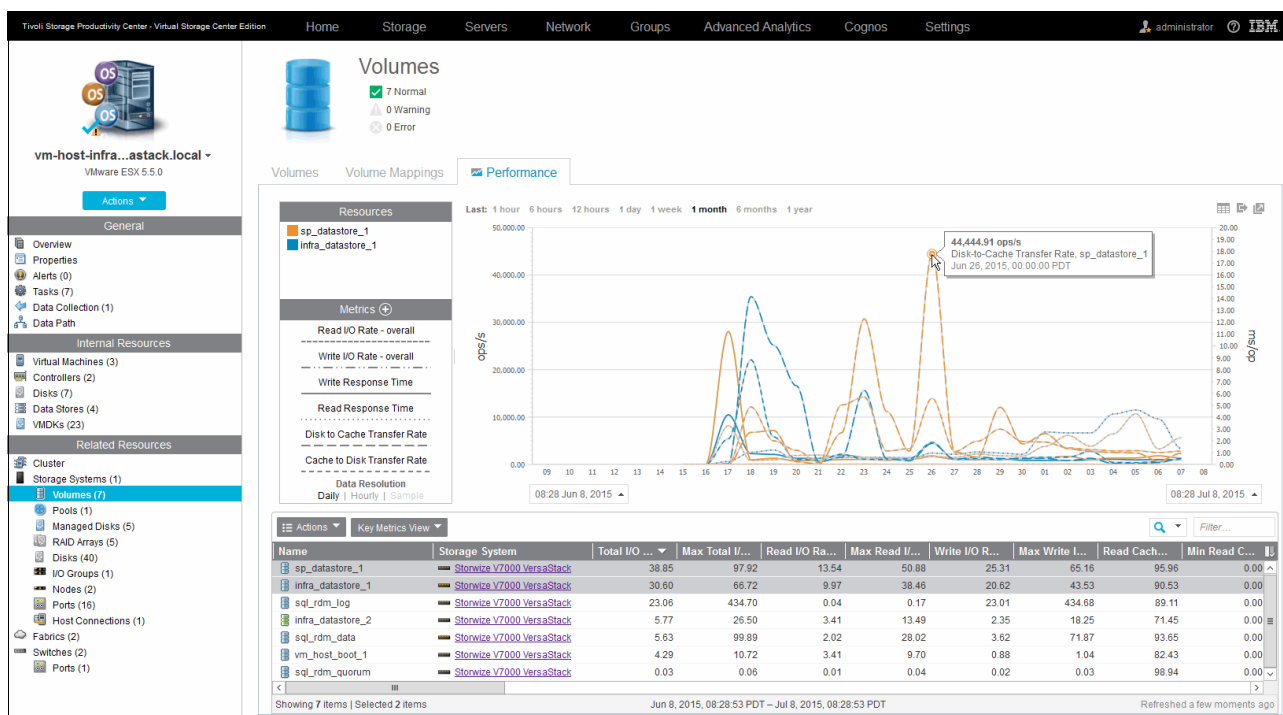 Tivoli Storage Productivity Center - Virtual Storage Center Edition Home Storage Servers Network Groups Advanced Analytics Cognos Settings administrator ? IBM
OS
OS
OS
vm-host-infra...astack.local
VMware ESX 5.5.0
Actions
General
Overview
Properties
Alerts (0)
Tasks (7)
Data Collection (1)
Data Path
Internal Resources
Virtual Machines (3)
Controllers (2)
Disks (7)
Data Stores (4)
VMDKs (23)
Related Resources
Cluster
Storage Systems (1)
Volumes (7)
Pools (1)
Managed Disks (5)
RAID Arrays (5)
Disks (40)
I/O Groups (1)
Nodes (2)
Ports (16)
Host Connections (1)
Fabrics (2)
Switches (2)
Ports (1)
Volumes
7 Normal
0 Warning
0 Error
Volumes Volume Mappings Performance
Resources
sp_datastore_1
infra_datastore_1
Metrics
Read I/O Rate - overall
Write I/O Rate - overall
Write Response Time
Read Response Time
Disk to Cache Transfer Rate
Cache to Disk Transfer Rate
Data Resolution
Daily | Hourly | Sample
Last: 1 hour 6 hours 12 hours 1 day 1 week 1 month 6 months 1 year
50,000.00
40,000.00
30,000.00
20,000.00
10,000.00
0.00
ops/s
44,444.91 ops/s
Disk-to-Cache Transfer Rate, sp_datastore_1
Jun 26, 2015, 00:00:00 PDT
20.00
19.00
18.00
17.00
16.00
15.00
14.00
13.00
12.00
11.00
10.00
9.00
8.00
7.00
6.00
5.00
4.00
3.00
2.00
1.00
0.00
ms/op
09 10 11 12 13 14 15 16 17 18 19 20 21 22 23 24 25 26 27 28 29 30 01 02 03 04 05 06 07 08
08:28 Jun 8, 2015 08:28 Jul 8, 2015
Actions Key Metrics View Filter...
Name Storage System Total I/O ... Max Total I/... Read I/O Ra... Max Read I/... Write I/O R... Max Write I... Read Cach... Min Read C...
sp_datastore_1 Storwize V7000 VersaStack 38.85 97.92 13.54 50.88 25.31 65.16 95.96 0.00
infra_datastore_1 Storwize V7000 VersaStack 30.60 66.72 9.97 38.46 20.62 43.53 90.53 0.00
sql_rdm_log Storwize V7000 VersaStack 23.06 434.70 0.04 0.17 23.01 434.68 89.11 0.00
infra_datastore_2 Storwize V7000 VersaStack 5.77 26.50 3.41 13.49 2.35 18.25 71.45 0.00
sql_rdm_data Storwize V7000 VersaStack 5.63 99.89 2.02 28.02 3.62 71.87 93.65 0.00
vm_host_boot_1 Storwize V7000 VersaStack 4.29 10.72 3.41 9.70 0.88 1.04 82.43 0.00
sql_rdm_quorum Storwize V7000 VersaStack 0.03 0.06 0.01 0.04 0.02 0.03 98.94 0.00
Showing 7 items | Selected 2 items Jun 8, 2015, 08:28:53 PDT – Jul 8, 2015, 08:28:53 PDT Refreshed a few moments ago